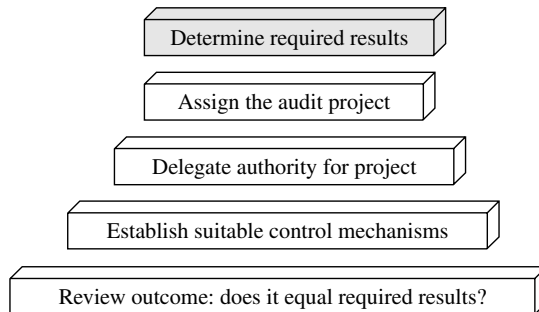 Determine required results
Assign the audit project
Delegate authority for project
Establish suitable control mechanisms
Review outcome: does it equal required results?